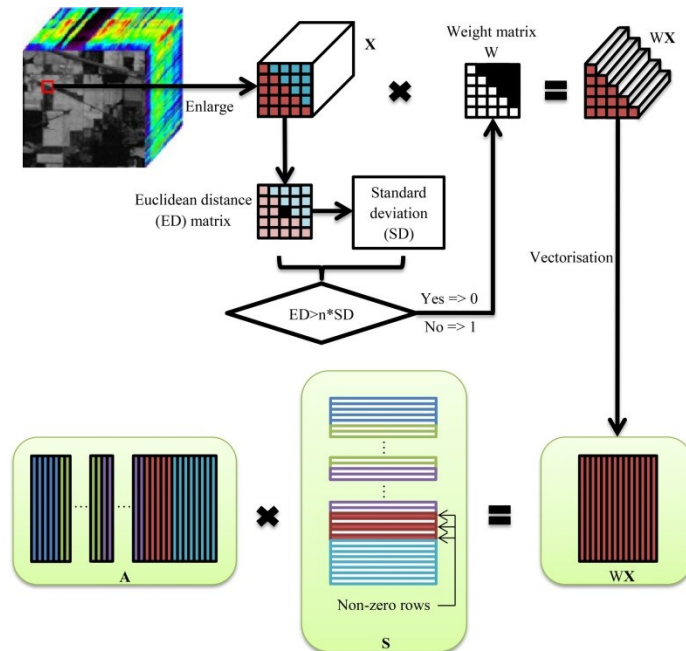 X
Weight matrix
W
WX
Enlarge
Euclidean distance
(ED) matrix
Standard
deviation
(SD)
Vectorisation
ED>n*SD
Yes => 0
No => 1
......
......
⋮
⋮
Non-zero rows
A
S
WX